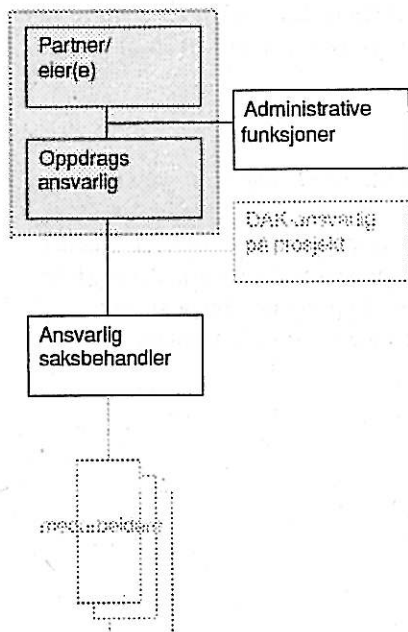 Partner/
eier(e)
Administrative
funksjoner
Oppdrags
ansvarlig
DAK-ansvarlig
på prosjekt
Ansvarlig
saksbehandler
medarbeidere